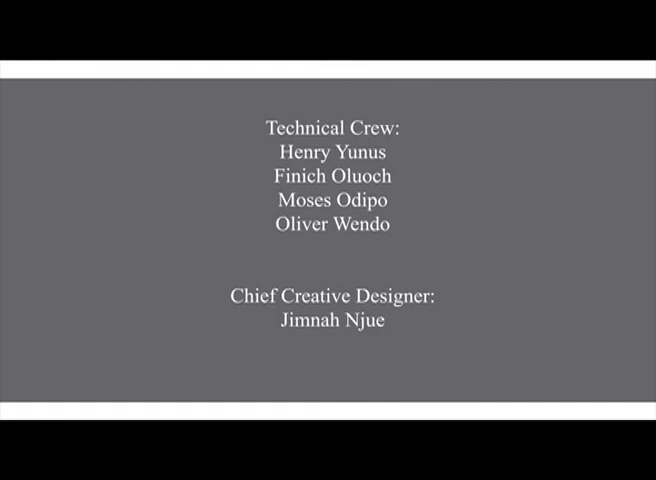 Technical Crew:
Henry Yunus
Finich Oluoch
Moses Odipo
Oliver Wendo
Chief Creative Designer:
Jimnah Njue